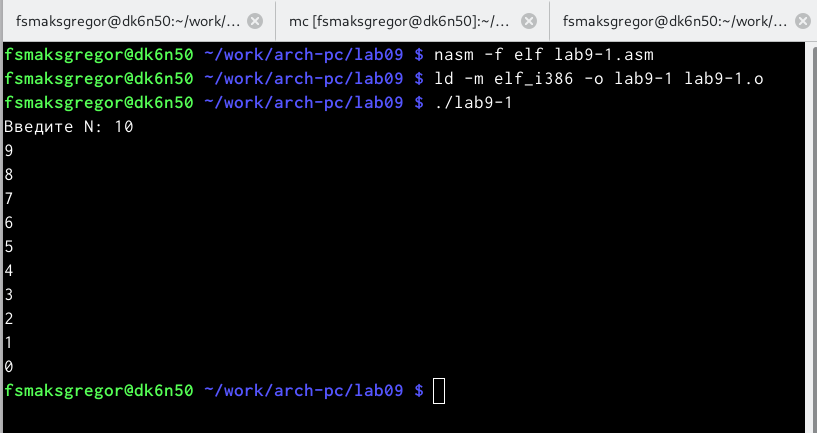 fsmaksgregor@dk6n50:~/work/... mc [fsmaksgregor@dk6n50]:~/... fsmaksgregor@dk6n50:~/work/...
fsmaksgregor@dk6n50 ~/work/arch-pc/lab09 $ nasm -f elf lab9-1.asm
fsmaksgregor@dk6n50 ~/work/arch-pc/lab09 $ ld -m elf_i386 -o lab9-1 lab9-1.o
fsmaksgregor@dk6n50 ~/work/arch-pc/lab09 $ ./lab9-1
Введите N: 10
9
8
7
6
5
4
3
2
1
0
fsmaksgregor@dk6n50 ~/work/arch-pc/lab09 $